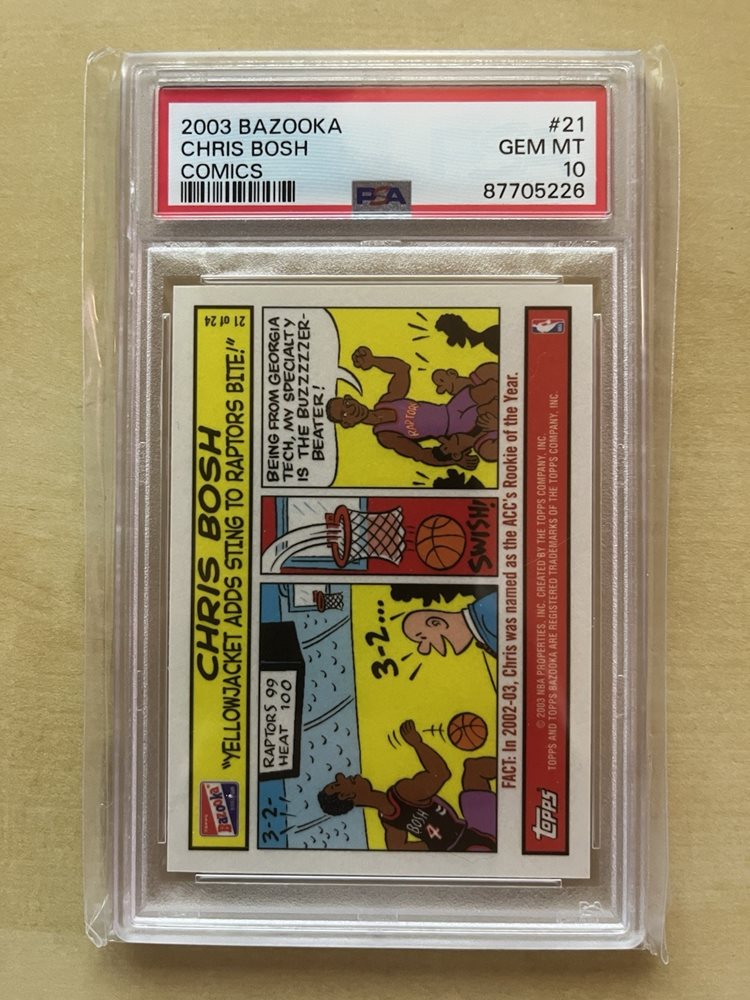 2003 BAZOOKA #21
CHRIS BOSH GEM MT
COMICS 10
PSA 87705226
TOPPS
Bazooka
21 of 24
CHRIS BOSH
"YELLOWJACKET ADDS STING TO RAPTORS BITE!"
3-2-
RAPTORS 99
HEAT 100
3-2...
BOSH
4
SWISH!
BEING FROM GEORGIA
TECH, MY SPECIALTY
IS THE BUZZZZZZER-
BEATER!
RAPTORS
FACT: In 2002-03, Chris was named as the ACC's Rookie of the Year.
topps
© 2003 NBA PROPERTIES, INC. CREATED BY THE TOPPS COMPANY, INC.
TOPPS AND TOPPS BAZOOKA ARE REGISTERED TRADEMARKS OF THE TOPPS COMPANY, INC.